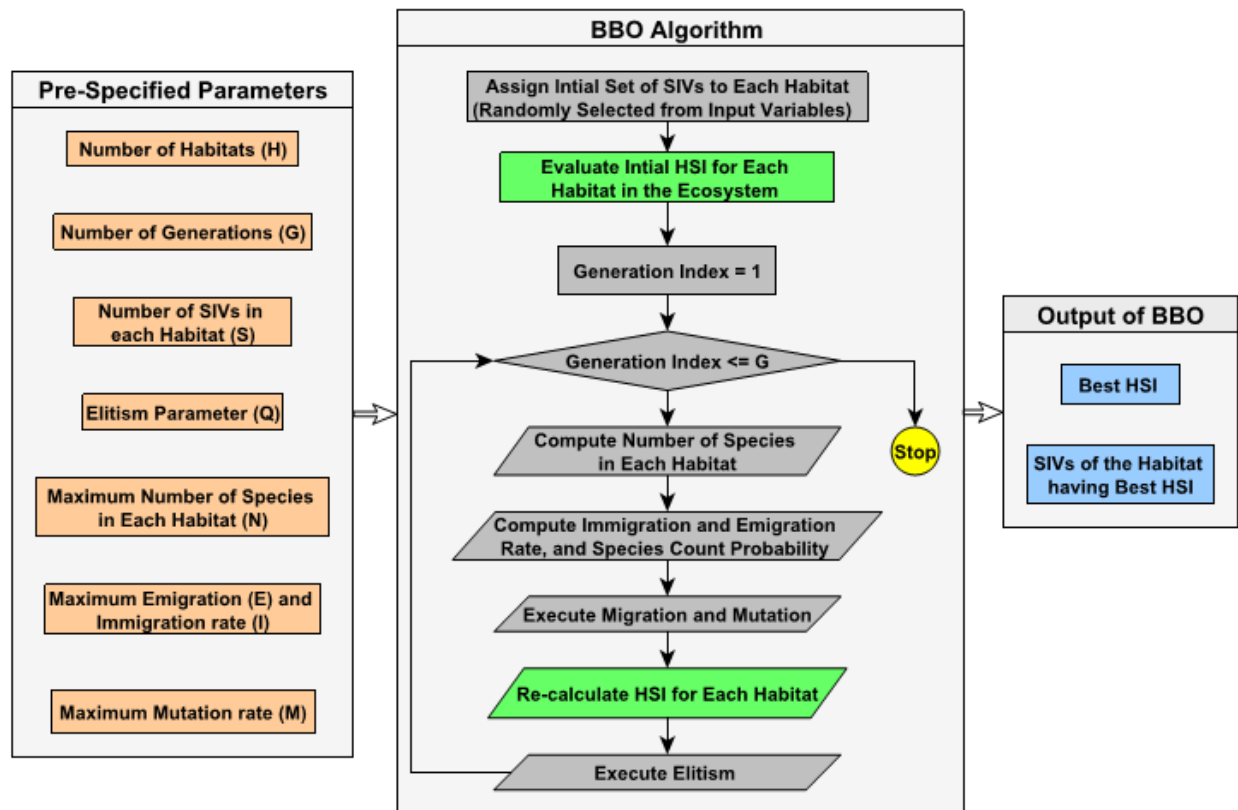 Pre-Specified Parameters
Number of Habitats (H)
Number of Generations (G)
Number of SIVs in
each Habitat (S)
Elitism Parameter (Q)
Maximum Number of Species
in Each Habitat (N)
Maximum Emigration (E) and
Immigration rate (I)
Maximum Mutation rate (M)
BBO Algorithm
Assign Intial Set of SIVs to Each Habitat
(Randomly Selected from Input Variables)
Evaluate Intial HSI for Each
Habitat in the Ecosystem
Generation Index = 1
Generation Index <= G
Stop
Compute Number of Species
in Each Habitat
Compute Immigration and Emigration
Rate, and Species Count Probability
Execute Migration and Mutation
Re-calculate HSI for Each Habitat
Execute Elitism
Output of BBO
Best HSI
SIVs of the Habitat
having Best HSI